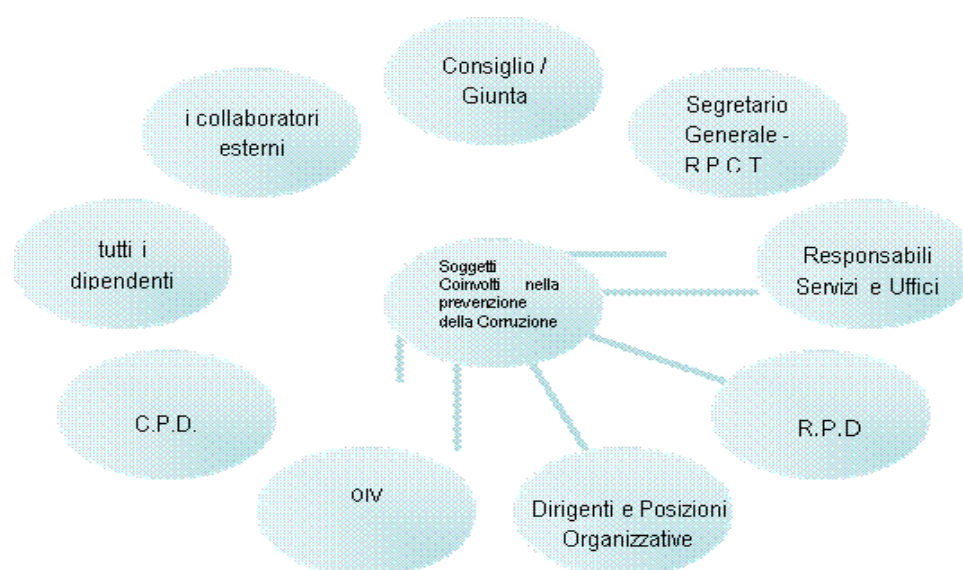 Consiglio /
Giunta
i collaboratori
esterni
Segretario
Generale -
R P C T
tutti i
dipendenti
Soggetti
Coinvolti nella
prevenzione
della Corruzione
Responsabili
Servizi e Uffici
C.P.D.
R.P.D
OIV
Dirigenti e Posizioni
Organizzative